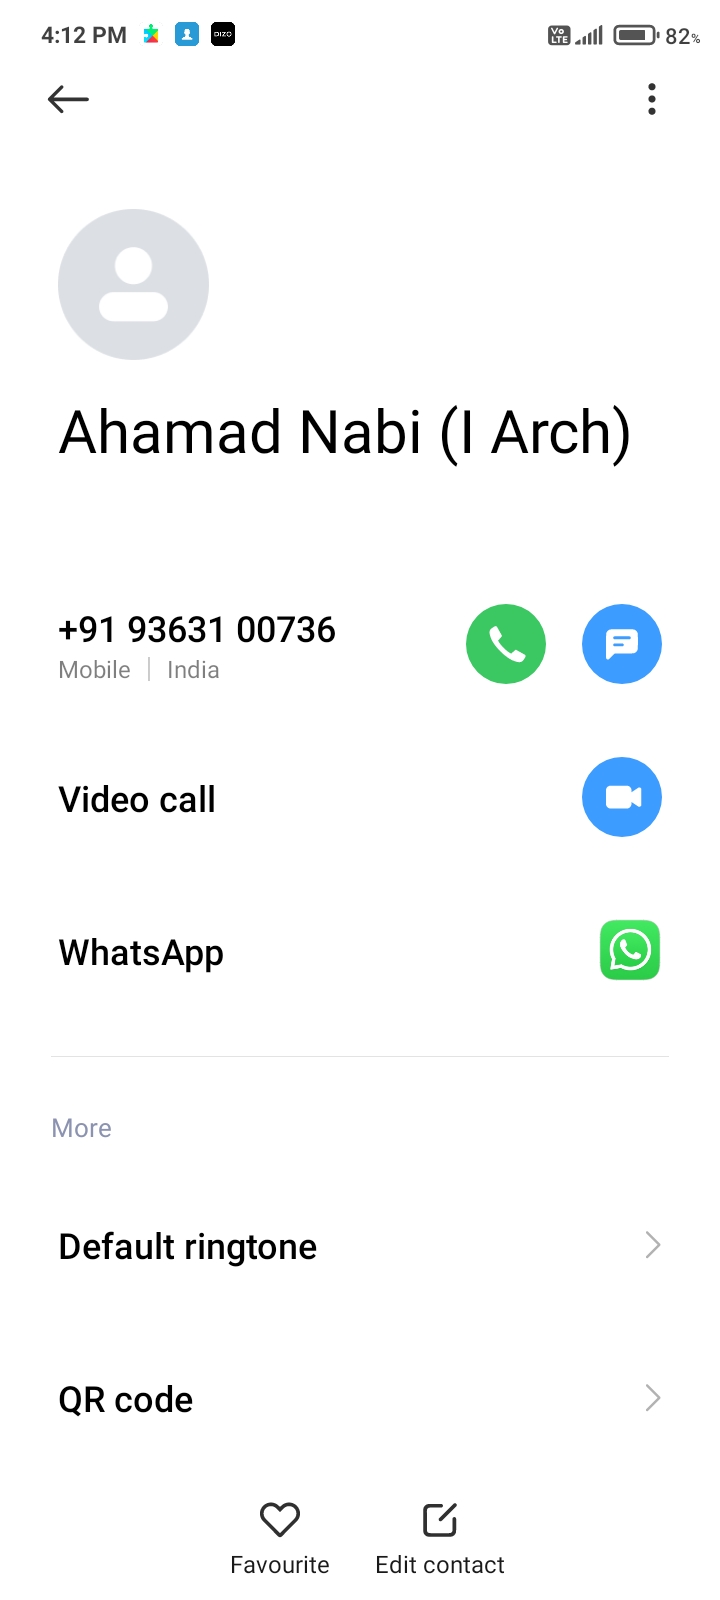 4:12 PM DIZO Vo LTE 82%
Ahamad Nabi (I Arch)
+91 93631 00736
Mobile | India
Video call
WhatsApp
More
Default ringtone
QR code
Favourite Edit contact